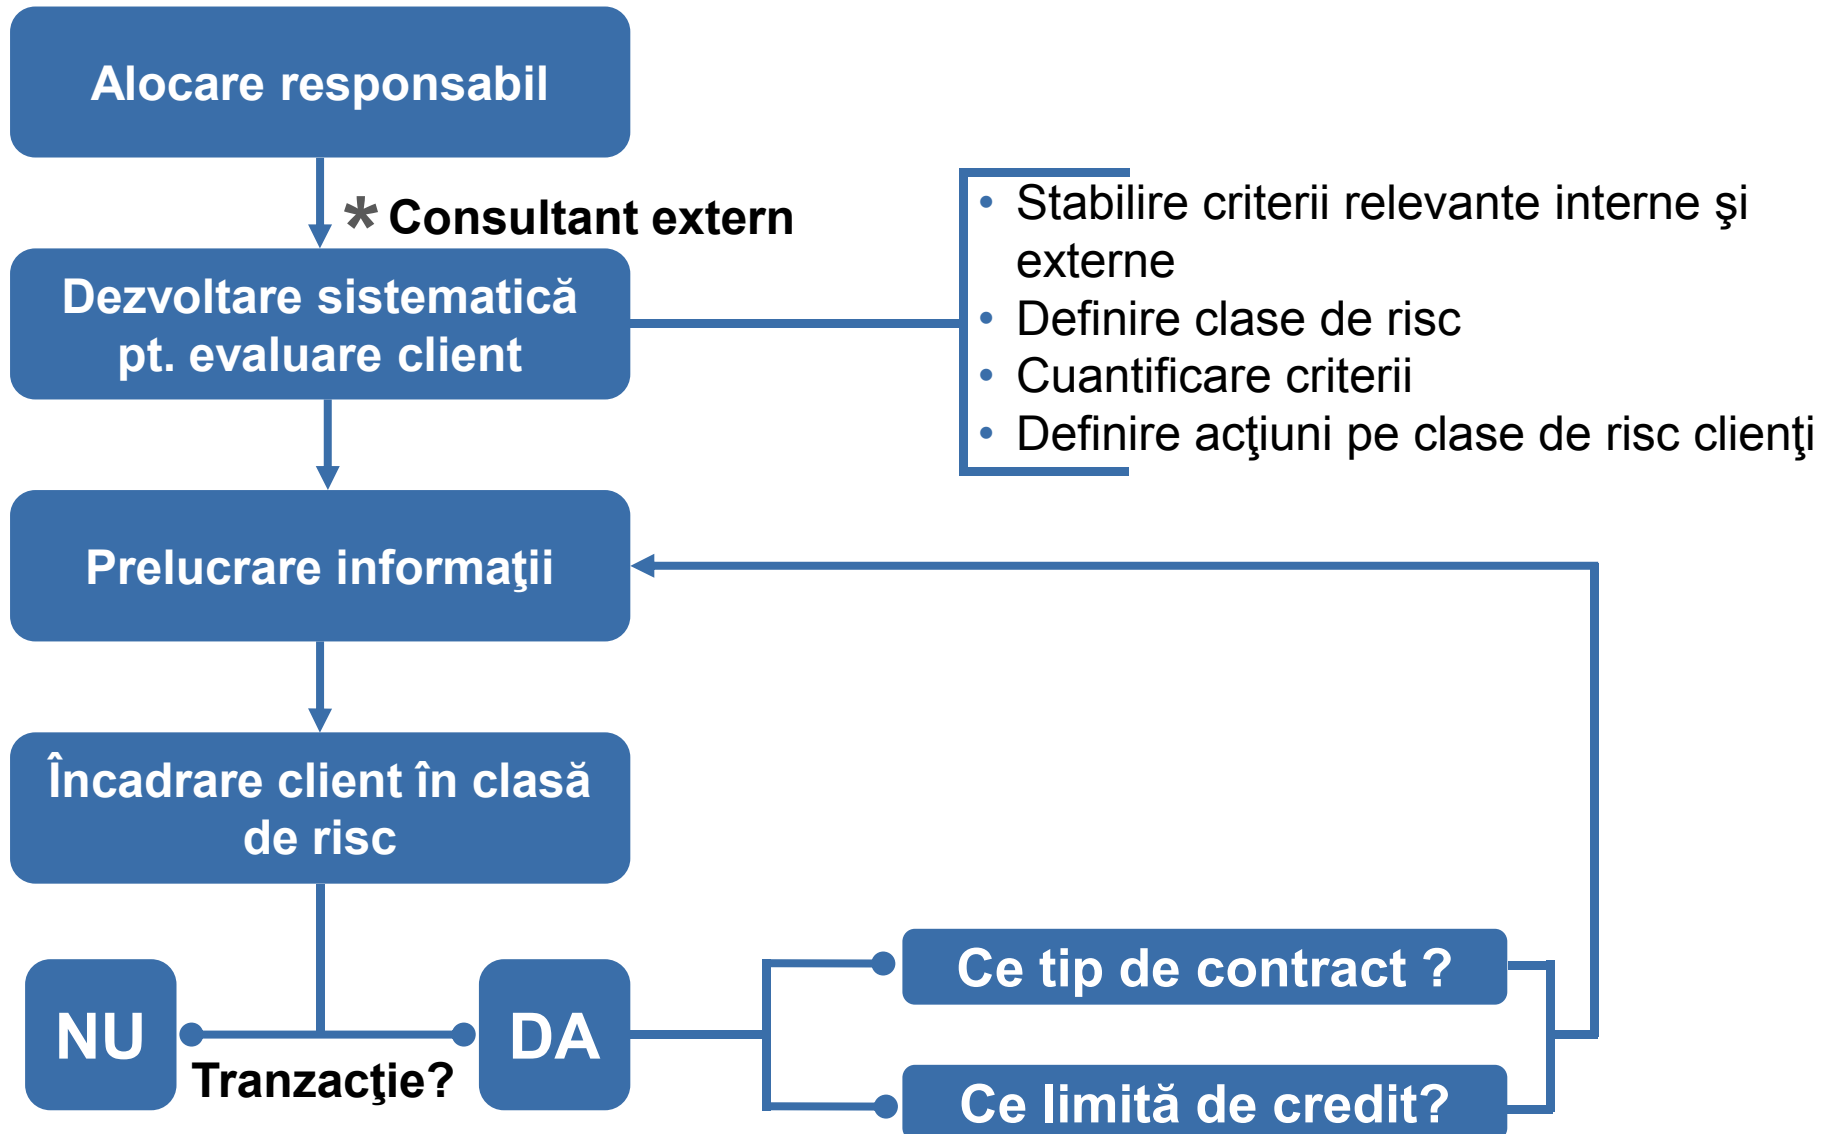 Alocare responsabil
* Consultant extern
Dezvoltare sistematică
pt. evaluare client
• Stabilire criterii relevante interne şi
externe
• Definire clase de risc
• Cuantificare criterii
• Definire acţiuni pe clase de risc clienţi
Prelucrare informaţii
Încadrare client în clasă
de risc
NU
Tranzacţie?
DA
Ce tip de contract ?
Ce limită de credit?